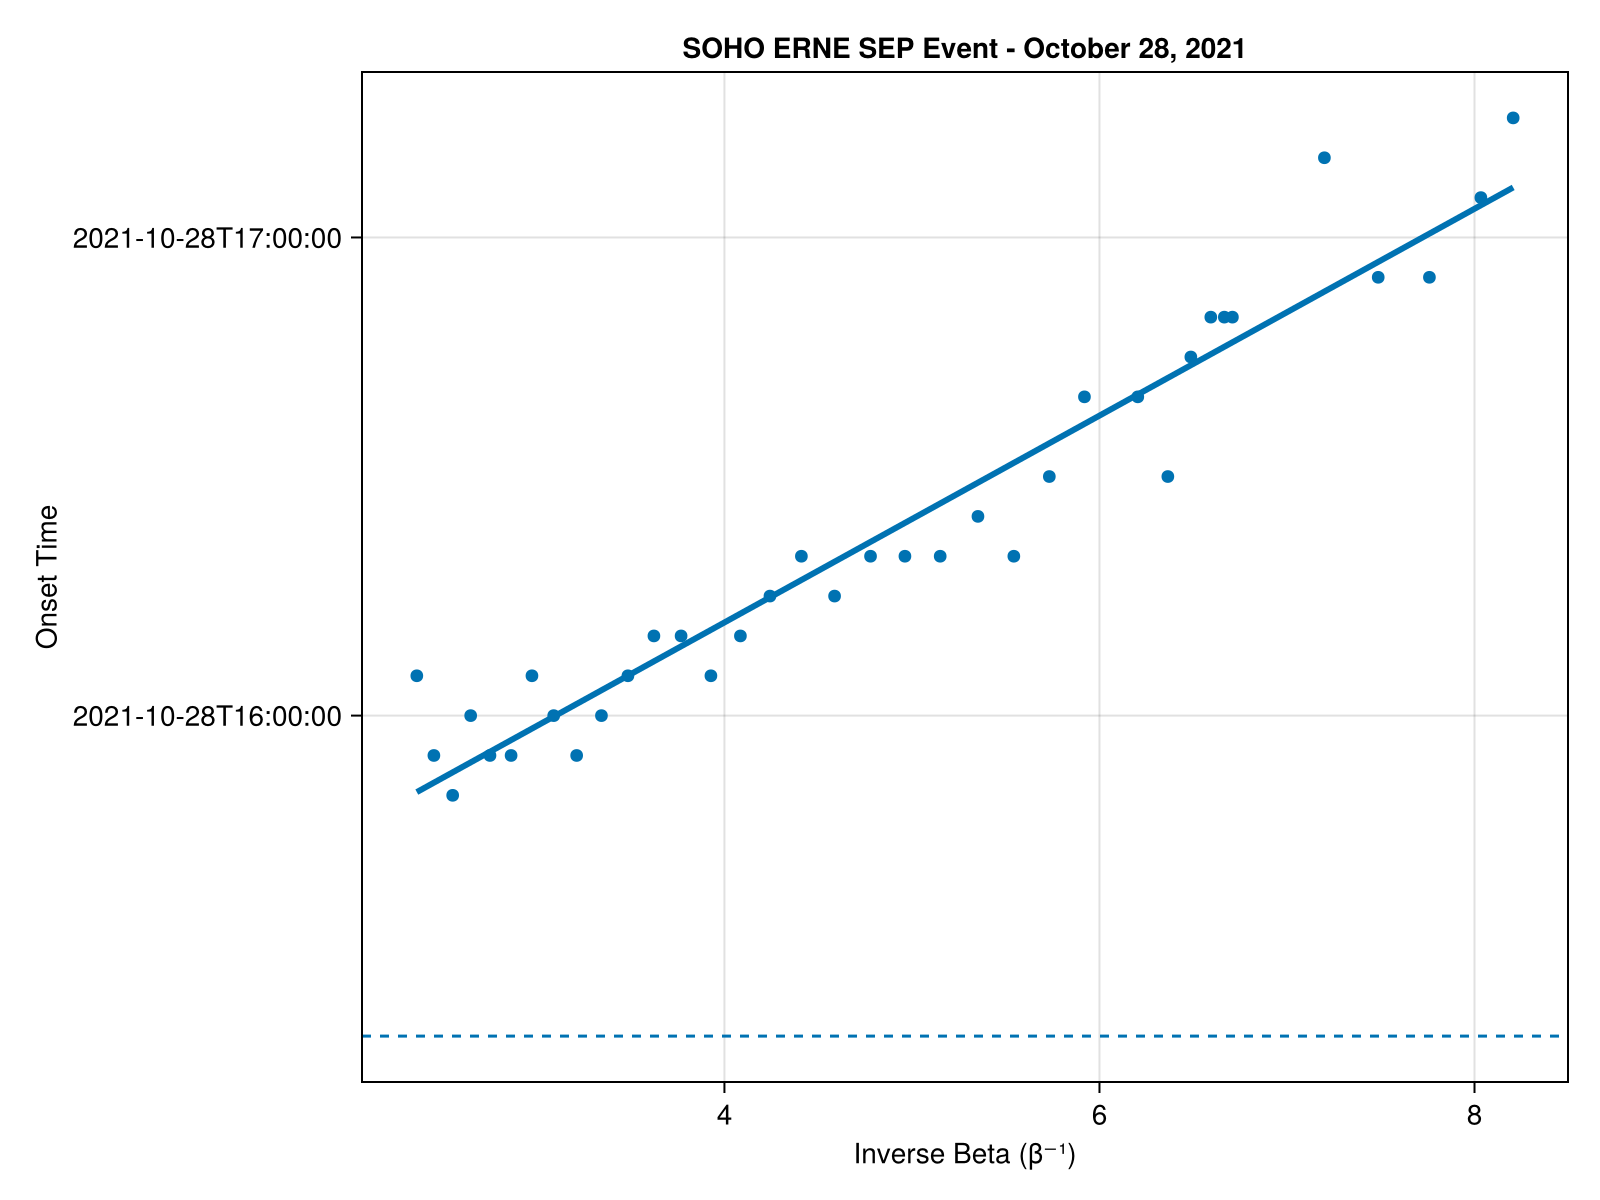 SOHO ERNE SEP Event - October 28, 2021
2021-10-28T17:00:00
Onset Time
2021-10-28T16:00:00
4
6
8
Inverse Beta (β⁻¹)